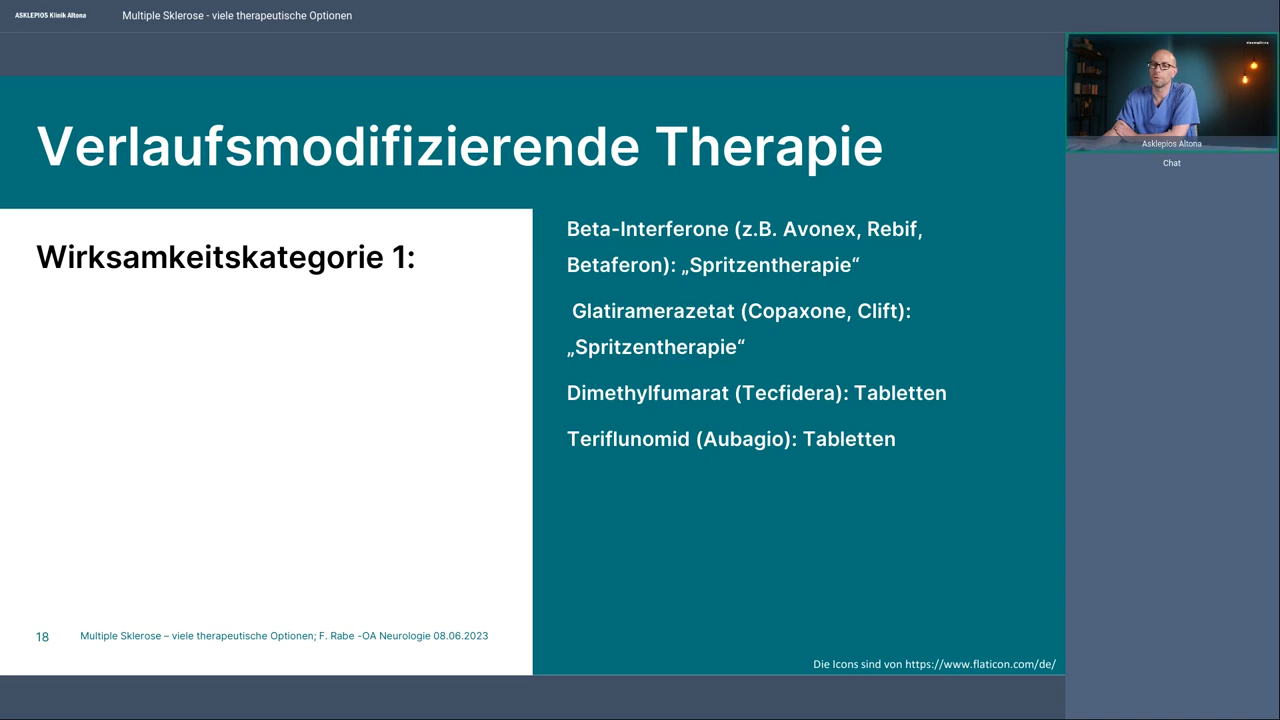 ASKLEPIOS Klinik Altona
Multiple Sklerose - viele therapeutische Optionen
Verlaufsmodifizierende Therapie
Wirksamkeitskategorie 1:
Beta-Interferone (z.B. Avonex, Rebif,
Betaferon): „Spritzentherapie“
Glatiramerazetat (Copaxone, Clift):
„Spritzentherapie“
Dimethylfumarat (Tecfidera): Tabletten
Teriflunomid (Aubagio): Tabletten
18
Multiple Sklerose – viele therapeutische Optionen; F. Rabe -OA Neurologie 08.06.2023
Die Icons sind von https://www.flaticon.com/de/
Asklepios Altona
Chat